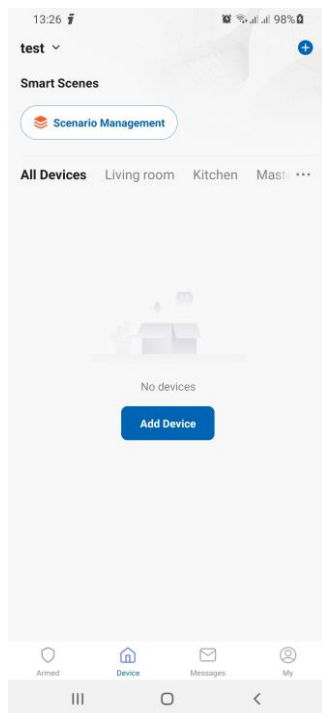 13:26 98%
test
Smart Scenes
Scenario Management
All Devices Living room Kitchen Mast ...
No devices
Add Device
Armed Device Messages My